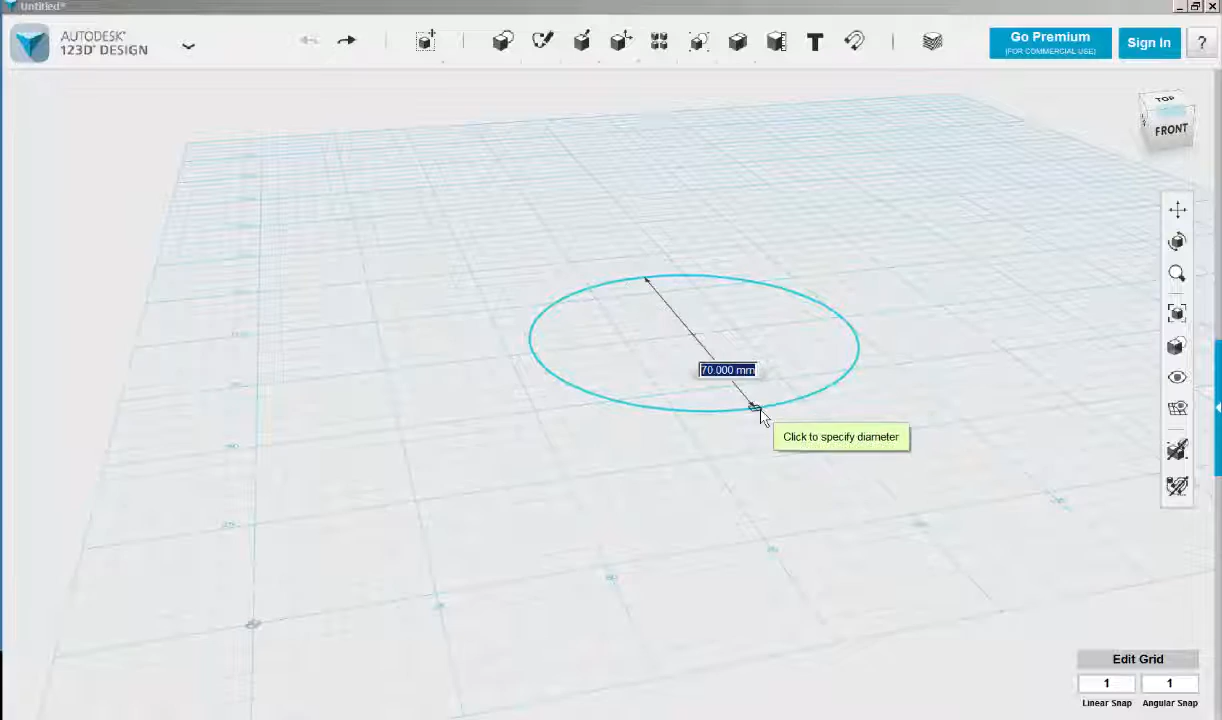 Untitled*
AUTODESK®
123D® DESIGN
T
Go Premium
(FOR COMMERCIAL USE)
Sign In
?
TOP
FRONT
70.000 mm
Click to specify diameter
Edit Grid
1
1
Linear Snap
Angular Snap